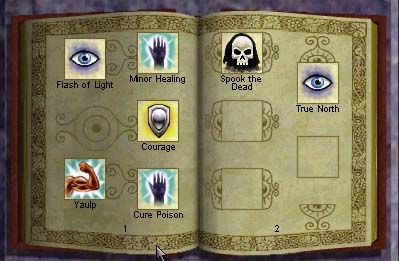 Flash of Light
Minor Healing
Spook the
Dead
True North
Courage
Yaulp
Cure Poison
1
2